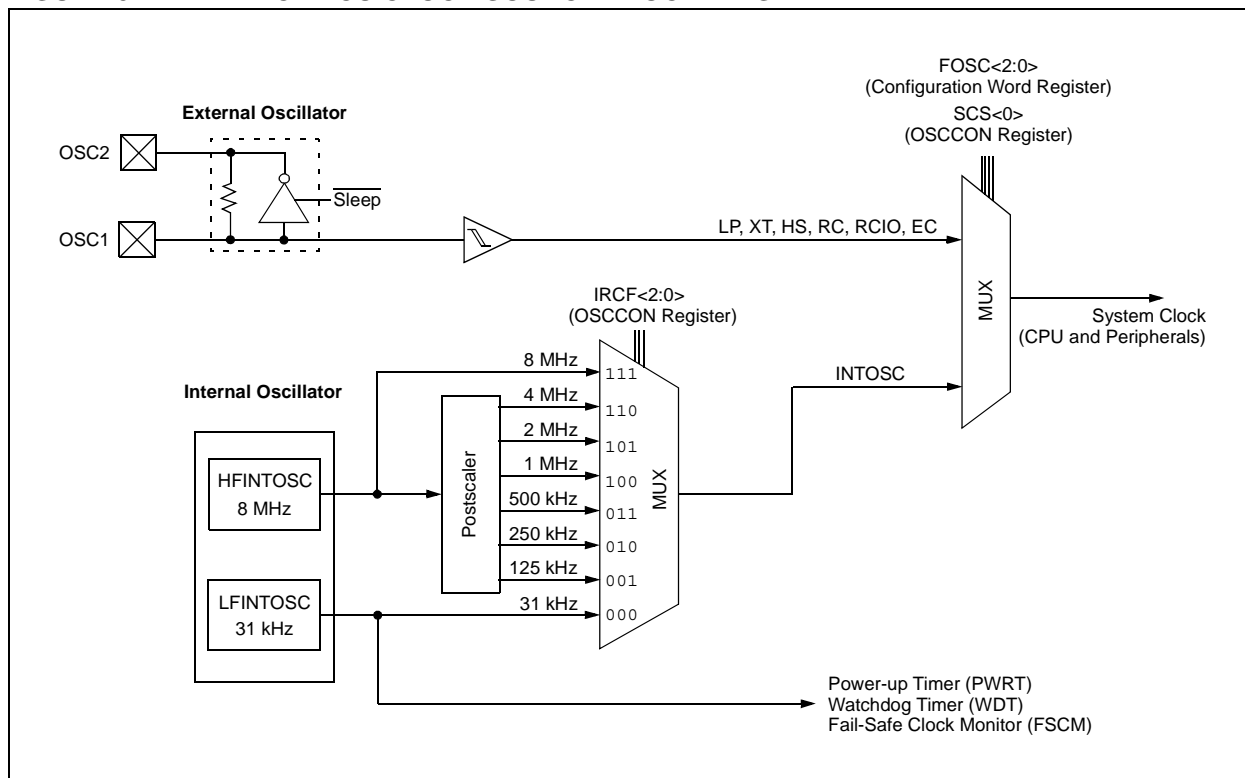 FOSC<2:0>
(Configuration Word Register)
SCS<0>
(OSCCON Register)
External Oscillator
OSC2
Sleep
OSC1
LP, XT, HS, RC, RCIO, EC
IRCF<2:0>
(OSCCON Register)
MUX
System Clock
(CPU and Peripherals)
8 MHz
111
INTOSC
Internal Oscillator
4 MHz
110
2 MHz
101
HFINTOSC
8 MHz
Postscaler
1 MHz
100
MUX
500 kHz
011
250 kHz
010
125 kHz
001
LFINTOSC
31 kHz
31 kHz
000
Power-up Timer (PWRT)
Watchdog Timer (WDT)
Fail-Safe Clock Monitor (FSCM)